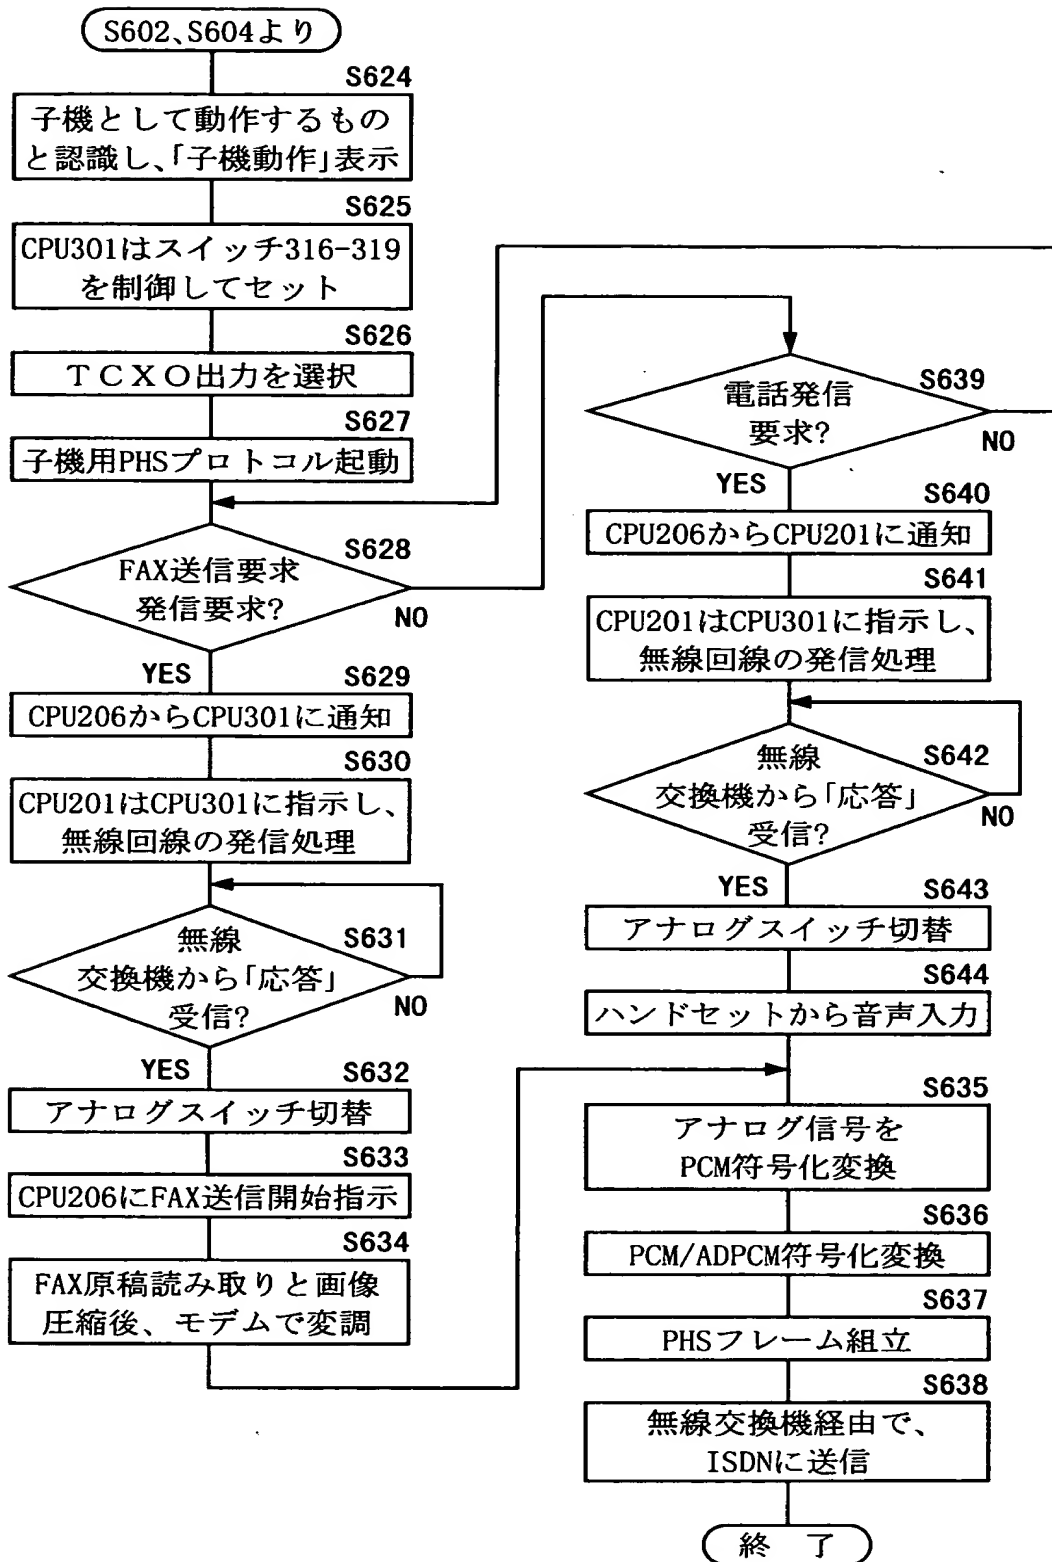 S602、S604より
S624
子機として動作するもの
と認識し、「子機動作」表示
S625
CPU301はスイッチ316-319
を制御してセット
S626
TCXO出力を選択
S627
子機用PHSプロトコル起動
S628
FAX送信要求
発信要求?
NO
YES
S629
CPU206からCPU301に通知
S630
CPU201はCPU301に指示し、
無線回線の発信処理
S631
無線
交換機から「応答」
受信?
NO
YES
S632
アナログスイッチ切替
S633
CPU206にFAX送信開始指示
S634
FAX原稿読み取りと画像
圧縮後、モデムで変調
S639
電話発信
要求?
NO
YES
S640
CPU206からCPU201に通知
S641
CPU201はCPU301に指示し、
無線回線の発信処理
S642
無線
交換機から「応答」
受信?
NO
YES
S643
アナログスイッチ切替
S644
ハンドセットから音声入力
S635
アナログ信号を
PCM符号化変換
S636
PCM/ADPCM符号化変換
S637
PHSフレーム組立
S638
無線交換機経由で、
ISDNに送信
終 了